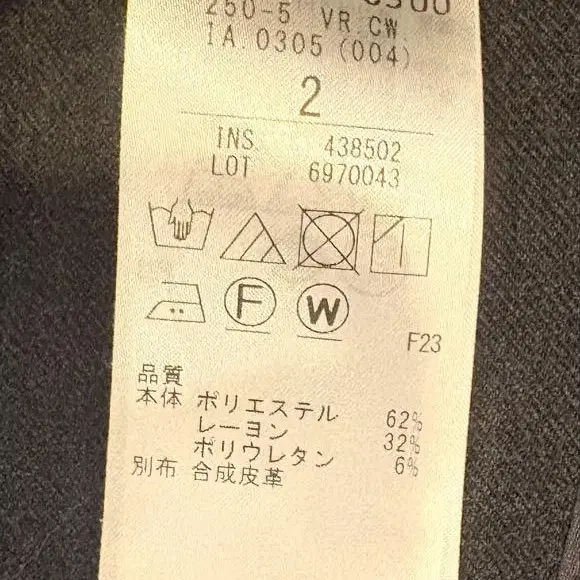 250-5 VR.CW
IA.0305 (004)
2
INS. 438502
LOT 6970043
F
W
F23
品質
本体 ポリエステル 62%
レーヨン 32%
ポリウレタン 6%
別布 合成皮革